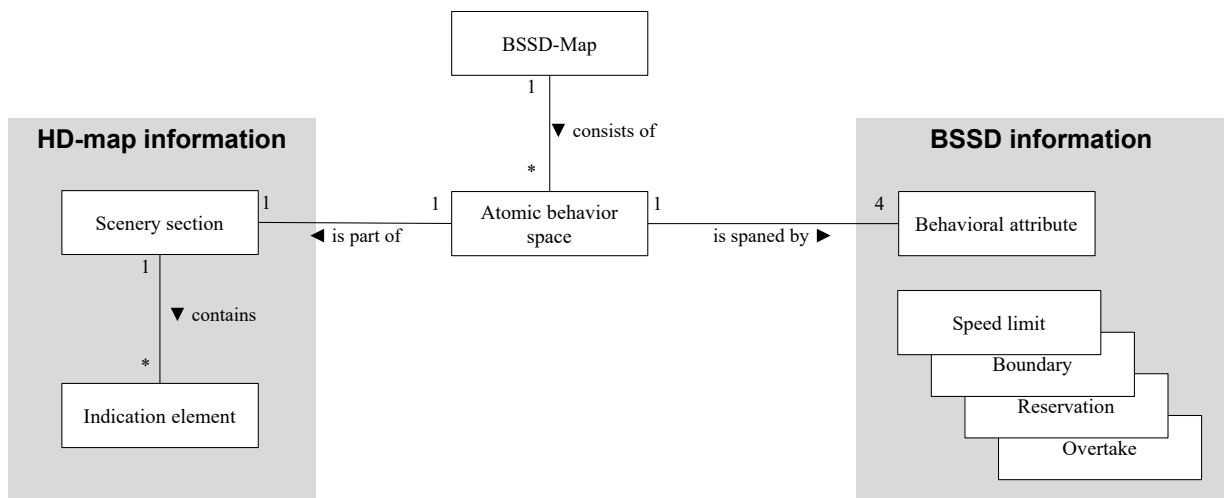 BSSD-Map
1
▼ consists of
*
HD-map information
BSSD information
Scenery section
1
1
Atomic behavior
space
1
4
Behavioral attribute
◄ is part of
is spaned by ►
1
▼ contains
*
Indication element
Speed limit
Boundary
Reservation
Overtake